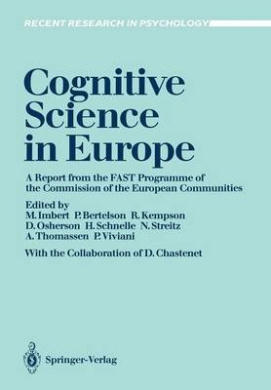 RECENT RESEARCH IN PSYCHOLOGY
Cognitive
Science
in Europe
A Report from the FAST Programme of
the Commission of the European Communities
Edited by
M. Imbert P. Bertelson R. Kempson
D. Osherson H. Schnelle N. Streitz
A. Thomassen P. Viviani
With the Collaboration of D. Chastenet
Springer-Verlag